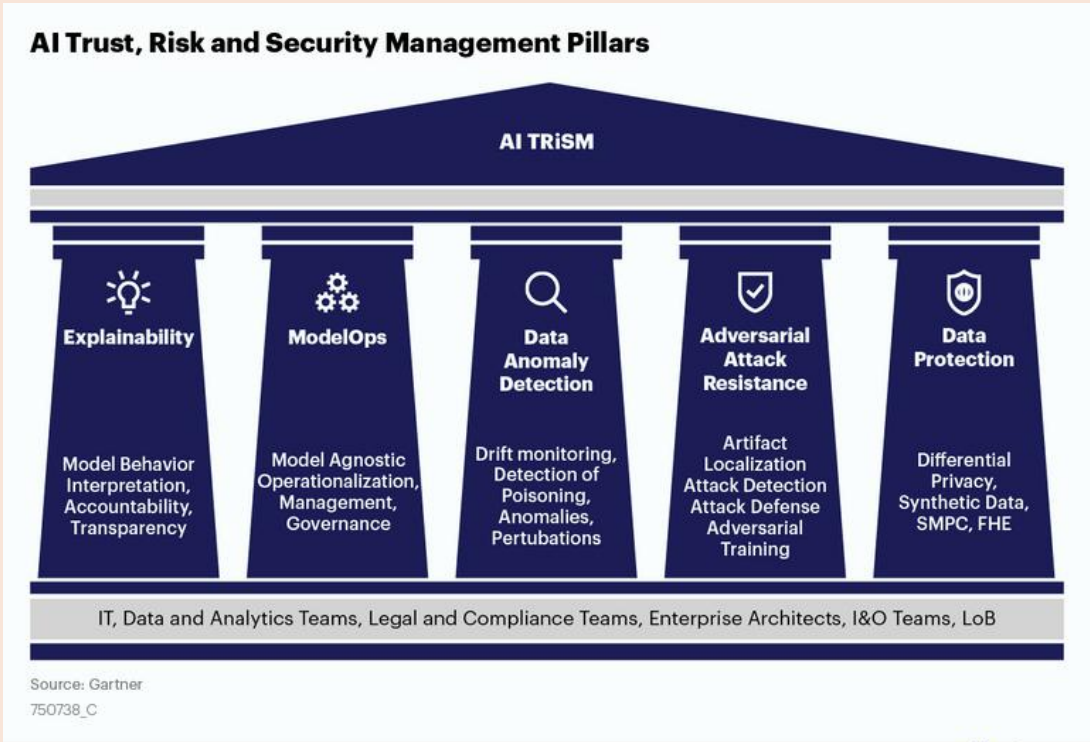 AI Trust, Risk and Security Management Pillars
AI TRiSM
Explainability
Model Behavior
Interpretation,
Accountability,
Transparency
ModelOps
Model Agnostic
Operationalization,
Management,
Governance
Data
Anomaly
Detection
Drift monitoring,
Detection of
Poisoning,
Anomalies,
Pertubations
Adversarial
Attack
Resistance
Artifact
Localization
Attack Detection
Attack Defense
Adversarial
Training
Data
Protection
Differential
Privacy,
Synthetic Data,
SMPC, FHE
IT, Data and Analytics Teams, Legal and Compliance Teams, Enterprise Architects, I&O Teams, LoB
Source: Gartner
750738_C